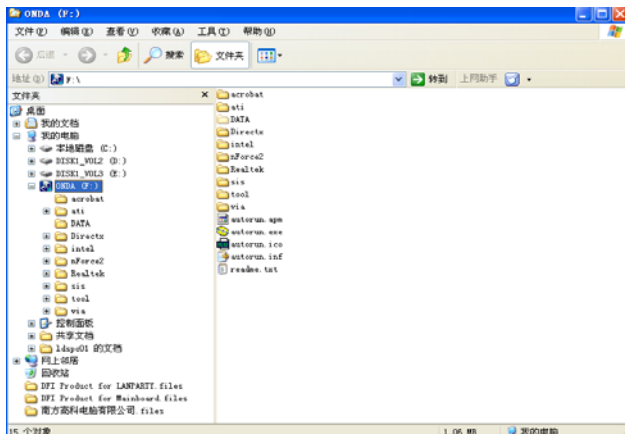 ONDA (F:)
文件(F) 编辑(E) 查看(V) 收藏(A) 工具(T) 帮助(H)
后退 搜索 文件夹
地址(D) F:\ 转到 上网助手
文件夹
桌面
我的文档
我的电脑
本地磁盘 (C:)
DISK1_VOL2 (D:)
DISK1_VOL3 (E:)
ONDA (F:)
acrobat
ati
DATA
Directx
intel
nForce2
Realtek
sis
tool
via
控制面板
共享文档
ldspc01 的文档
网上邻居
回收站
DFI Product for LANPARTY.files
DFI Product for Mainboard.files
南方高科电脑有限公司.files
acrobat
ati
DATA
Directx
intel
nForce2
Realtek
sis
tool
via
autorun.apm
autorun.exe
autorun.ico
autorun.inf
readme.txt
15 个对象 1.06 MB 我的电脑